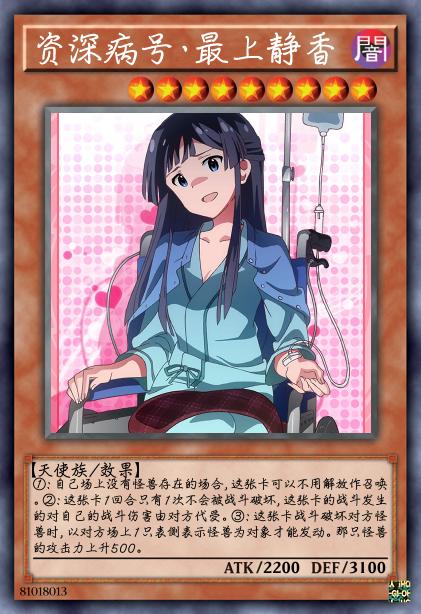 资深病号·最上静香 闇
【天使族/效果】
①:自己场上没有怪兽存在的场合,这张卡可以不用解放作召唤
。②:这张卡1回合只有1次不会被战斗破坏,这张卡的战斗发生
的对自己的战斗伤害由对方代受。③:这张卡战斗破坏对方怪
兽时,以对方场上1只表侧表示怪兽为对象才能发动。那只怪兽
的攻击力上升500。
ATK/2200 DEF/3100
81018013